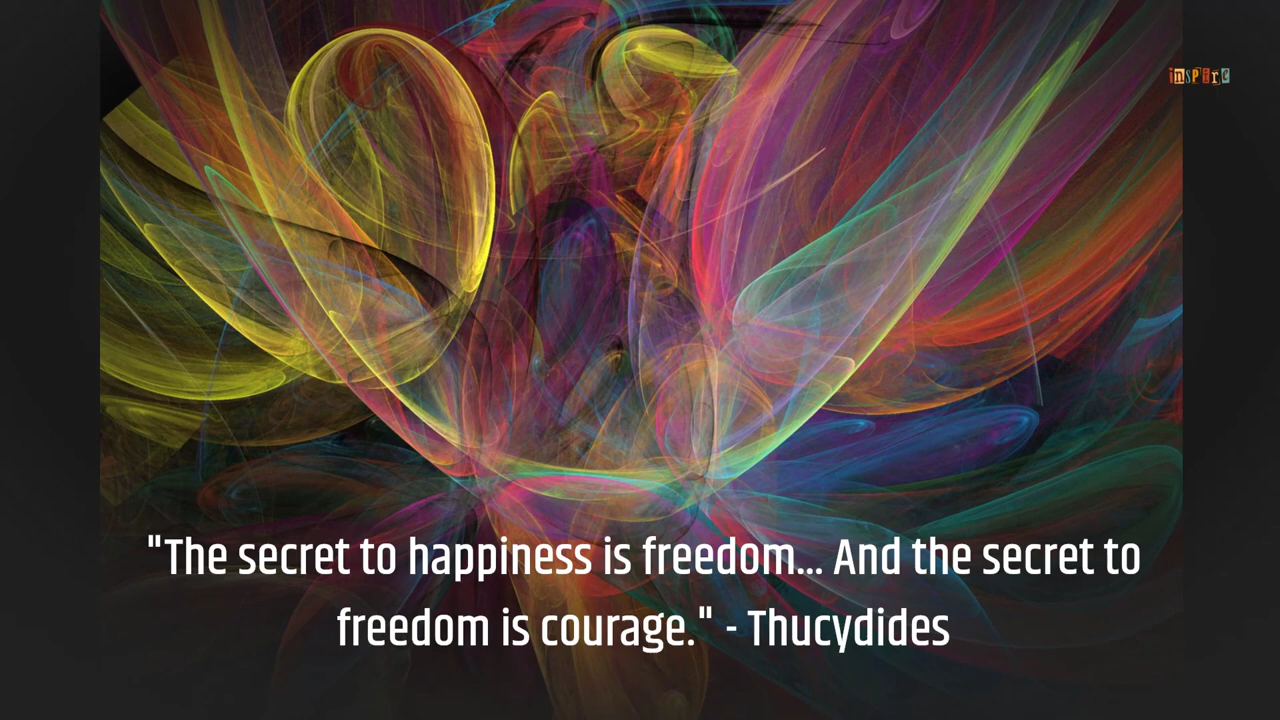 inspire
"The secret to happiness is freedom... And the secret to
freedom is courage." - Thucydides